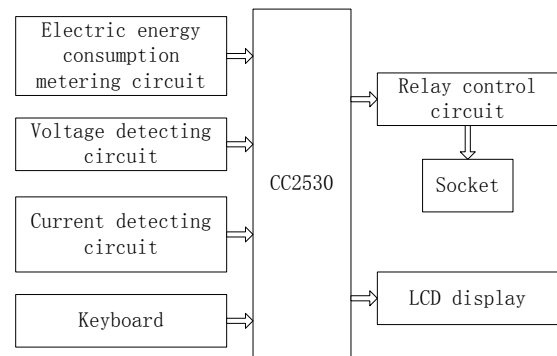 Electric energy
consumption
metering circuit
Voltage detecting
circuit
Current detecting
circuit
Keyboard
CC2530
Relay control
circuit
Socket
LCD display